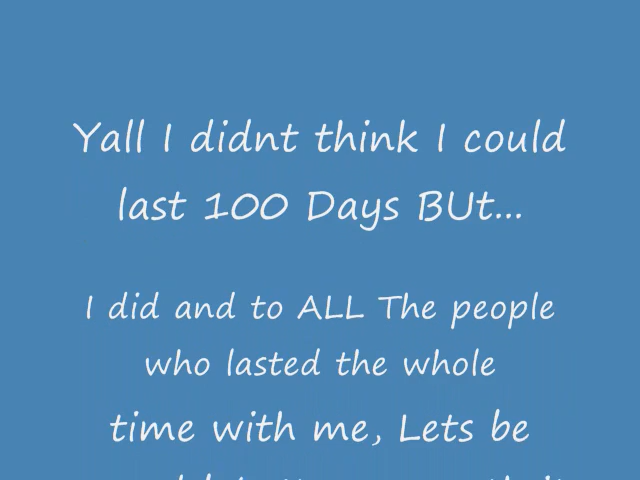 Yall I didnt think I could
last 100 Days BUt...
I did and to ALL The people
who lasted the whole
time with me, Lets be